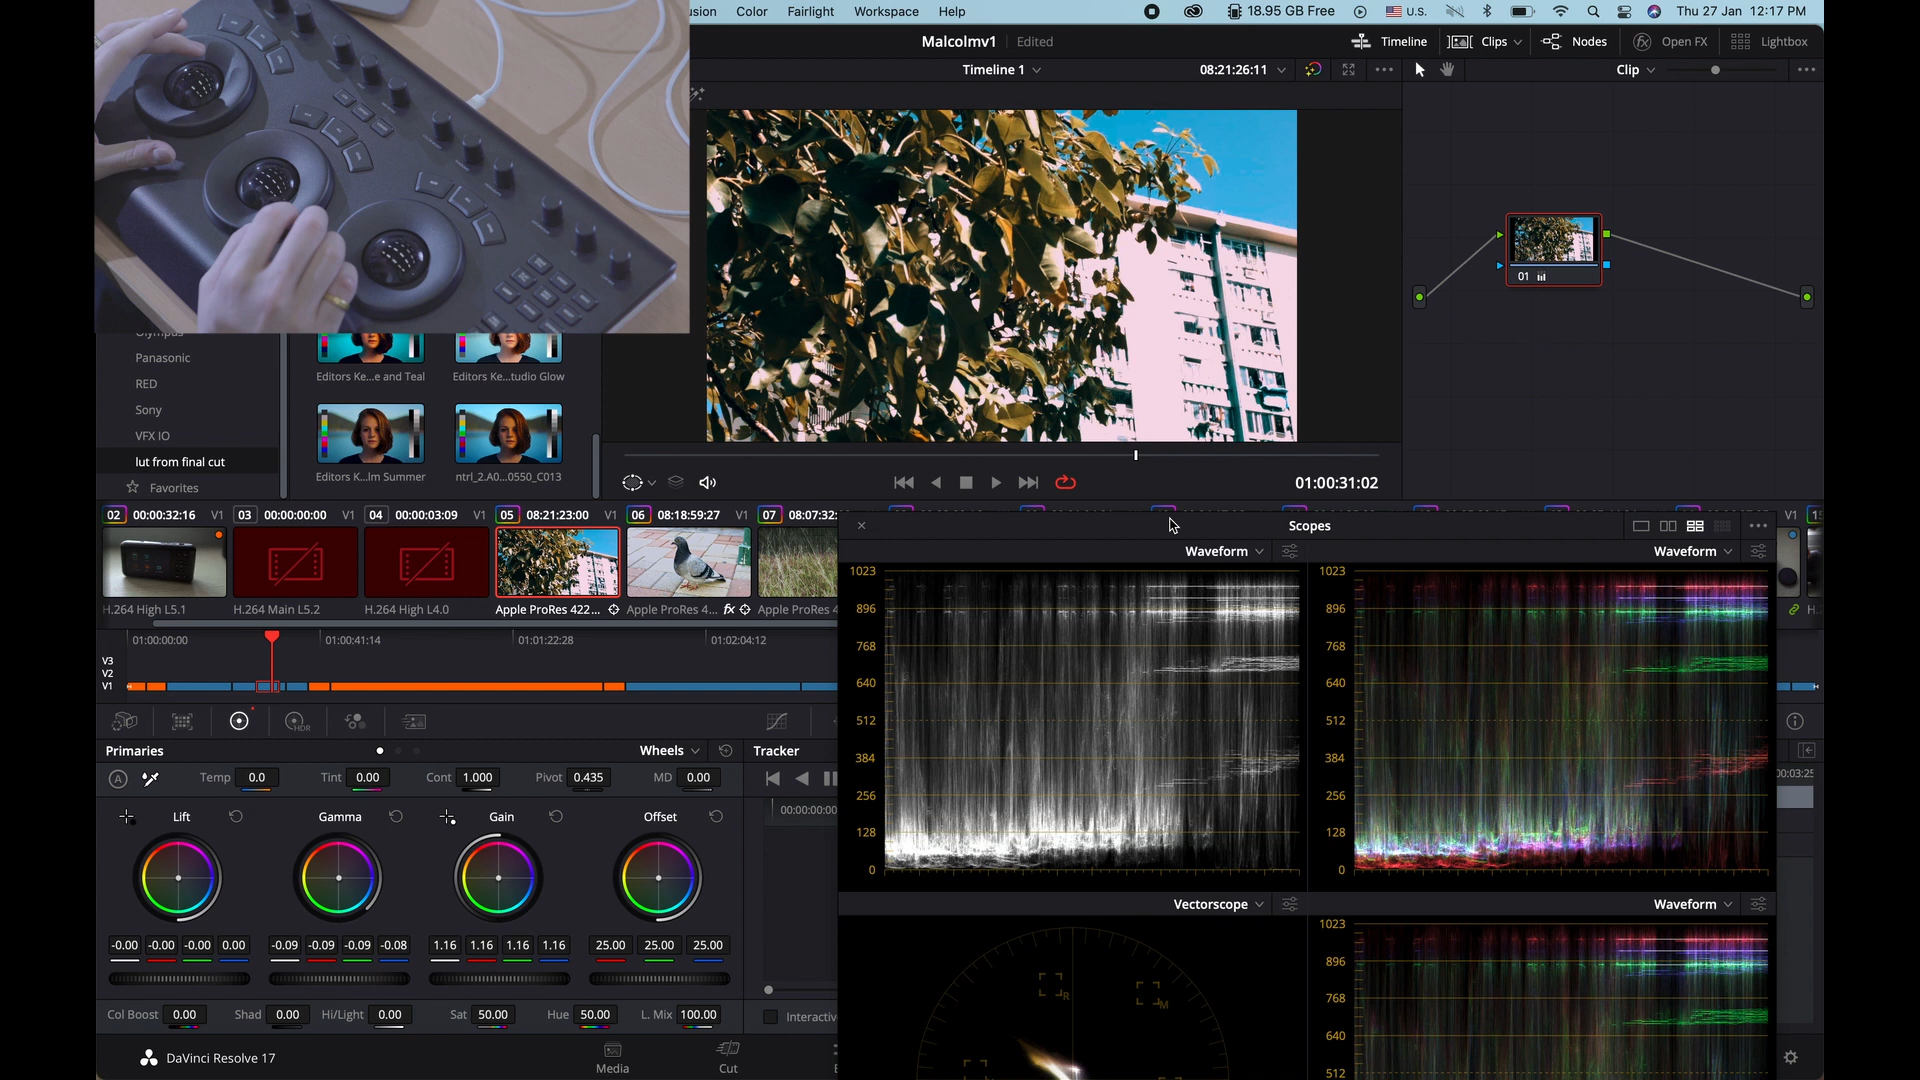 usion Color Fairlight Workspace Help 18.95 GB Free U.S. Thu 27 Jan 12:17 PM
Malcolmv1 Edited Timeline Clips Nodes Open FX Lightbox
Timeline 1 08:21:26:11 Clip
01
Olympus
Panasonic
RED
Sony
VFX IO
lut from final cut
Favorites
Editors Ke...e and Teal Editors Ke...tudio Glow
Editors K...lm Summer ntrl_2.A0...0550_C013
01:00:31:02
02 00:00:32:16 V1 03 00:00:00:00 V1 04 00:00:03:09 V1 05 08:21:23:00 V1 06 08:18:59:27 V1 07 08:07:32: V1
H.264 High L5.1 H.264 Main L5.2 H.264 High L4.0 Apple ProRes 422... Apple ProRes 4... fx Apple ProRes 4
01:00:00:00 01:00:41:14 01:01:22:28 01:02:04:12
V3
V2
V1
Primaries Wheels Tracker
A Temp 0.0 Tint 0.00 Cont 1.000 Pivot 0.435 MD 0.00
00:03:25
00:00:00:00
Lift Gamma Gain Offset
-0.00 -0.00 -0.00 0.00 -0.09 -0.09 -0.09 -0.08 1.16 1.16 1.16 1.16 25.00 25.00 25.00
Col Boost 0.00 Shad 0.00 Hi/Light 0.00 Sat 50.00 Hue 50.00 L. Mix 100.00 Interactiv
DaVinci Resolve 17 Media Cut
Scopes
Waveform Waveform
1023 1023
896 896
768 768
640 640
512 512
384 384
256 256
128 128
0 0
Vectorscope Waveform
R M
1023
896
768
640
512
HDR